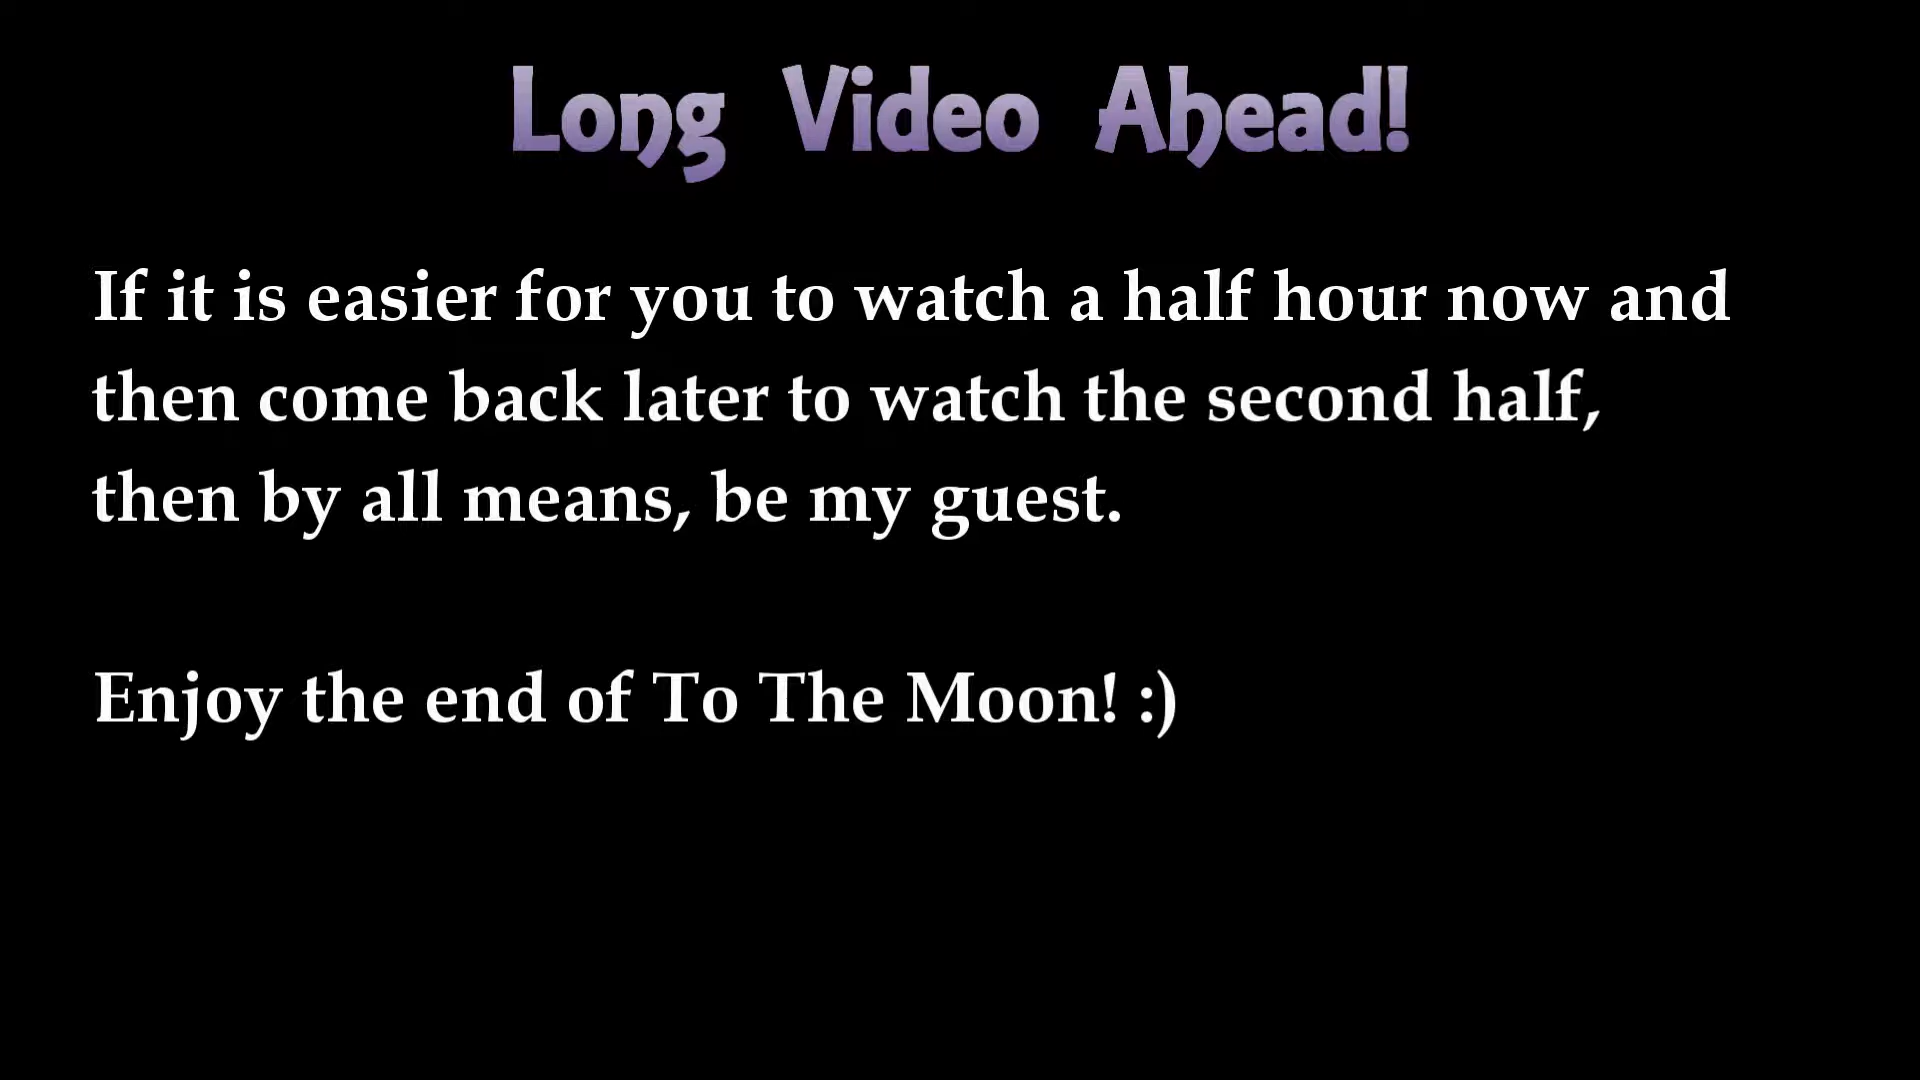 Long Video Ahead!
If it is easier for you to watch a half hour now and
then come back later to watch the second half,
then by all means, be my guest.
Enjoy the end of To The Moon! :)